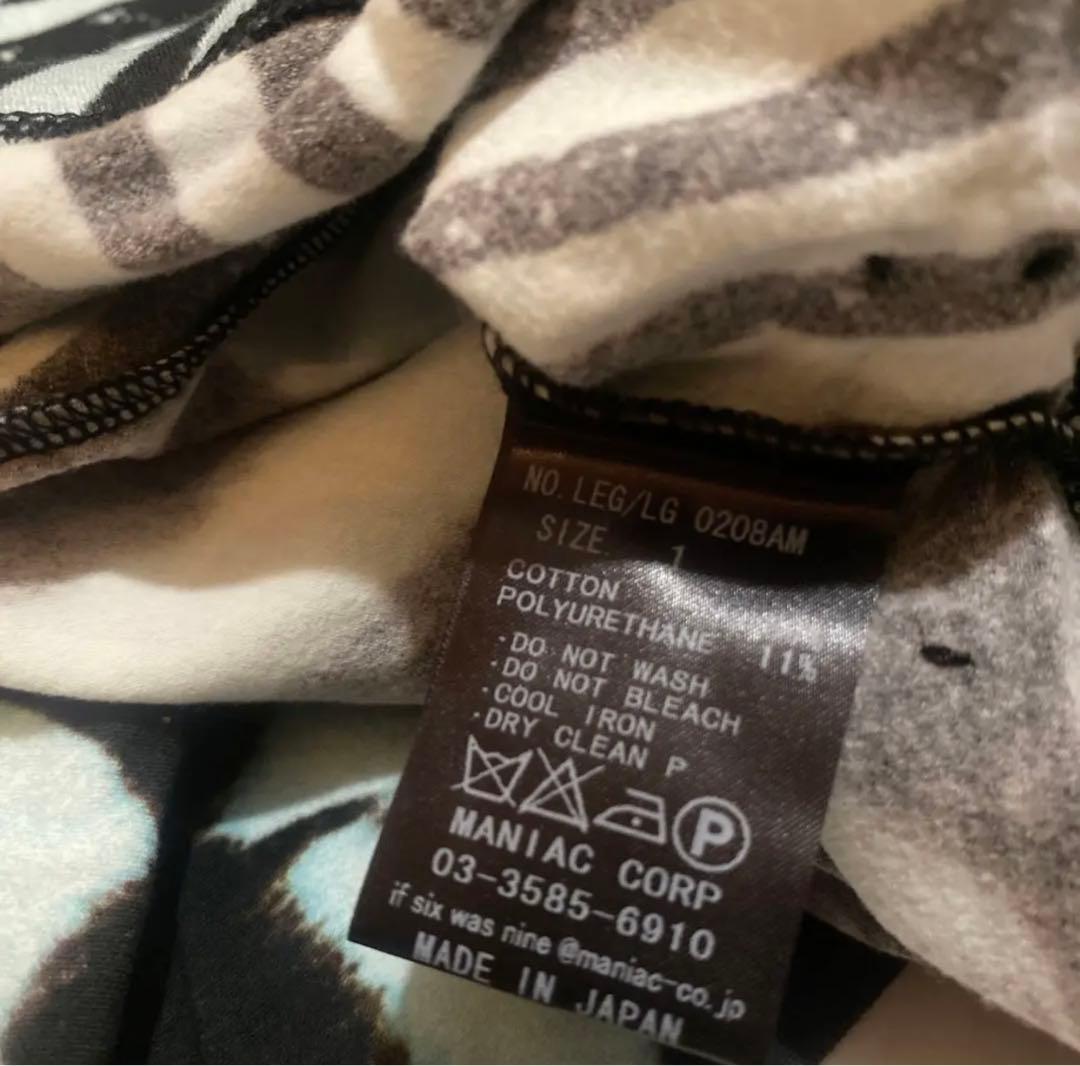 NO. LEG/LG 0208AM
SIZE. 1
COTTON
POLYURETHANE 11%
·DO NOT WASH
·DO NOT BLEACH
·COOL IRON
·DRY CLEAN P
P
MANIAC CORP
03-3585-6910
if six was nine @maniac-co.jp
MADE IN JAPAN